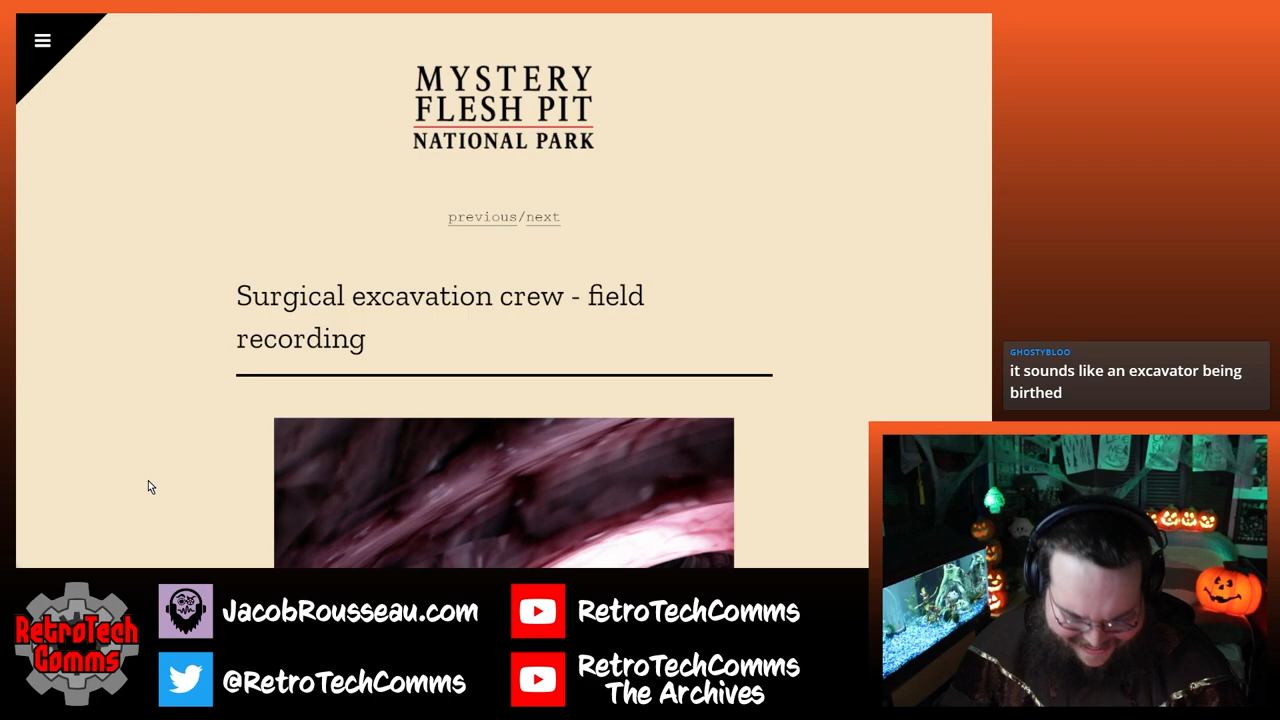 MYSTERY
FLESH PIT
NATIONAL PARK
previous/next
Surgical excavation crew - field
recording
GHOSTYBLOO
it sounds like an excavator being
birthed
RetroTech
Comms
JacobRousseau.com
@RetroTechComms
RetroTechComms
RetroTechComms
The Archives